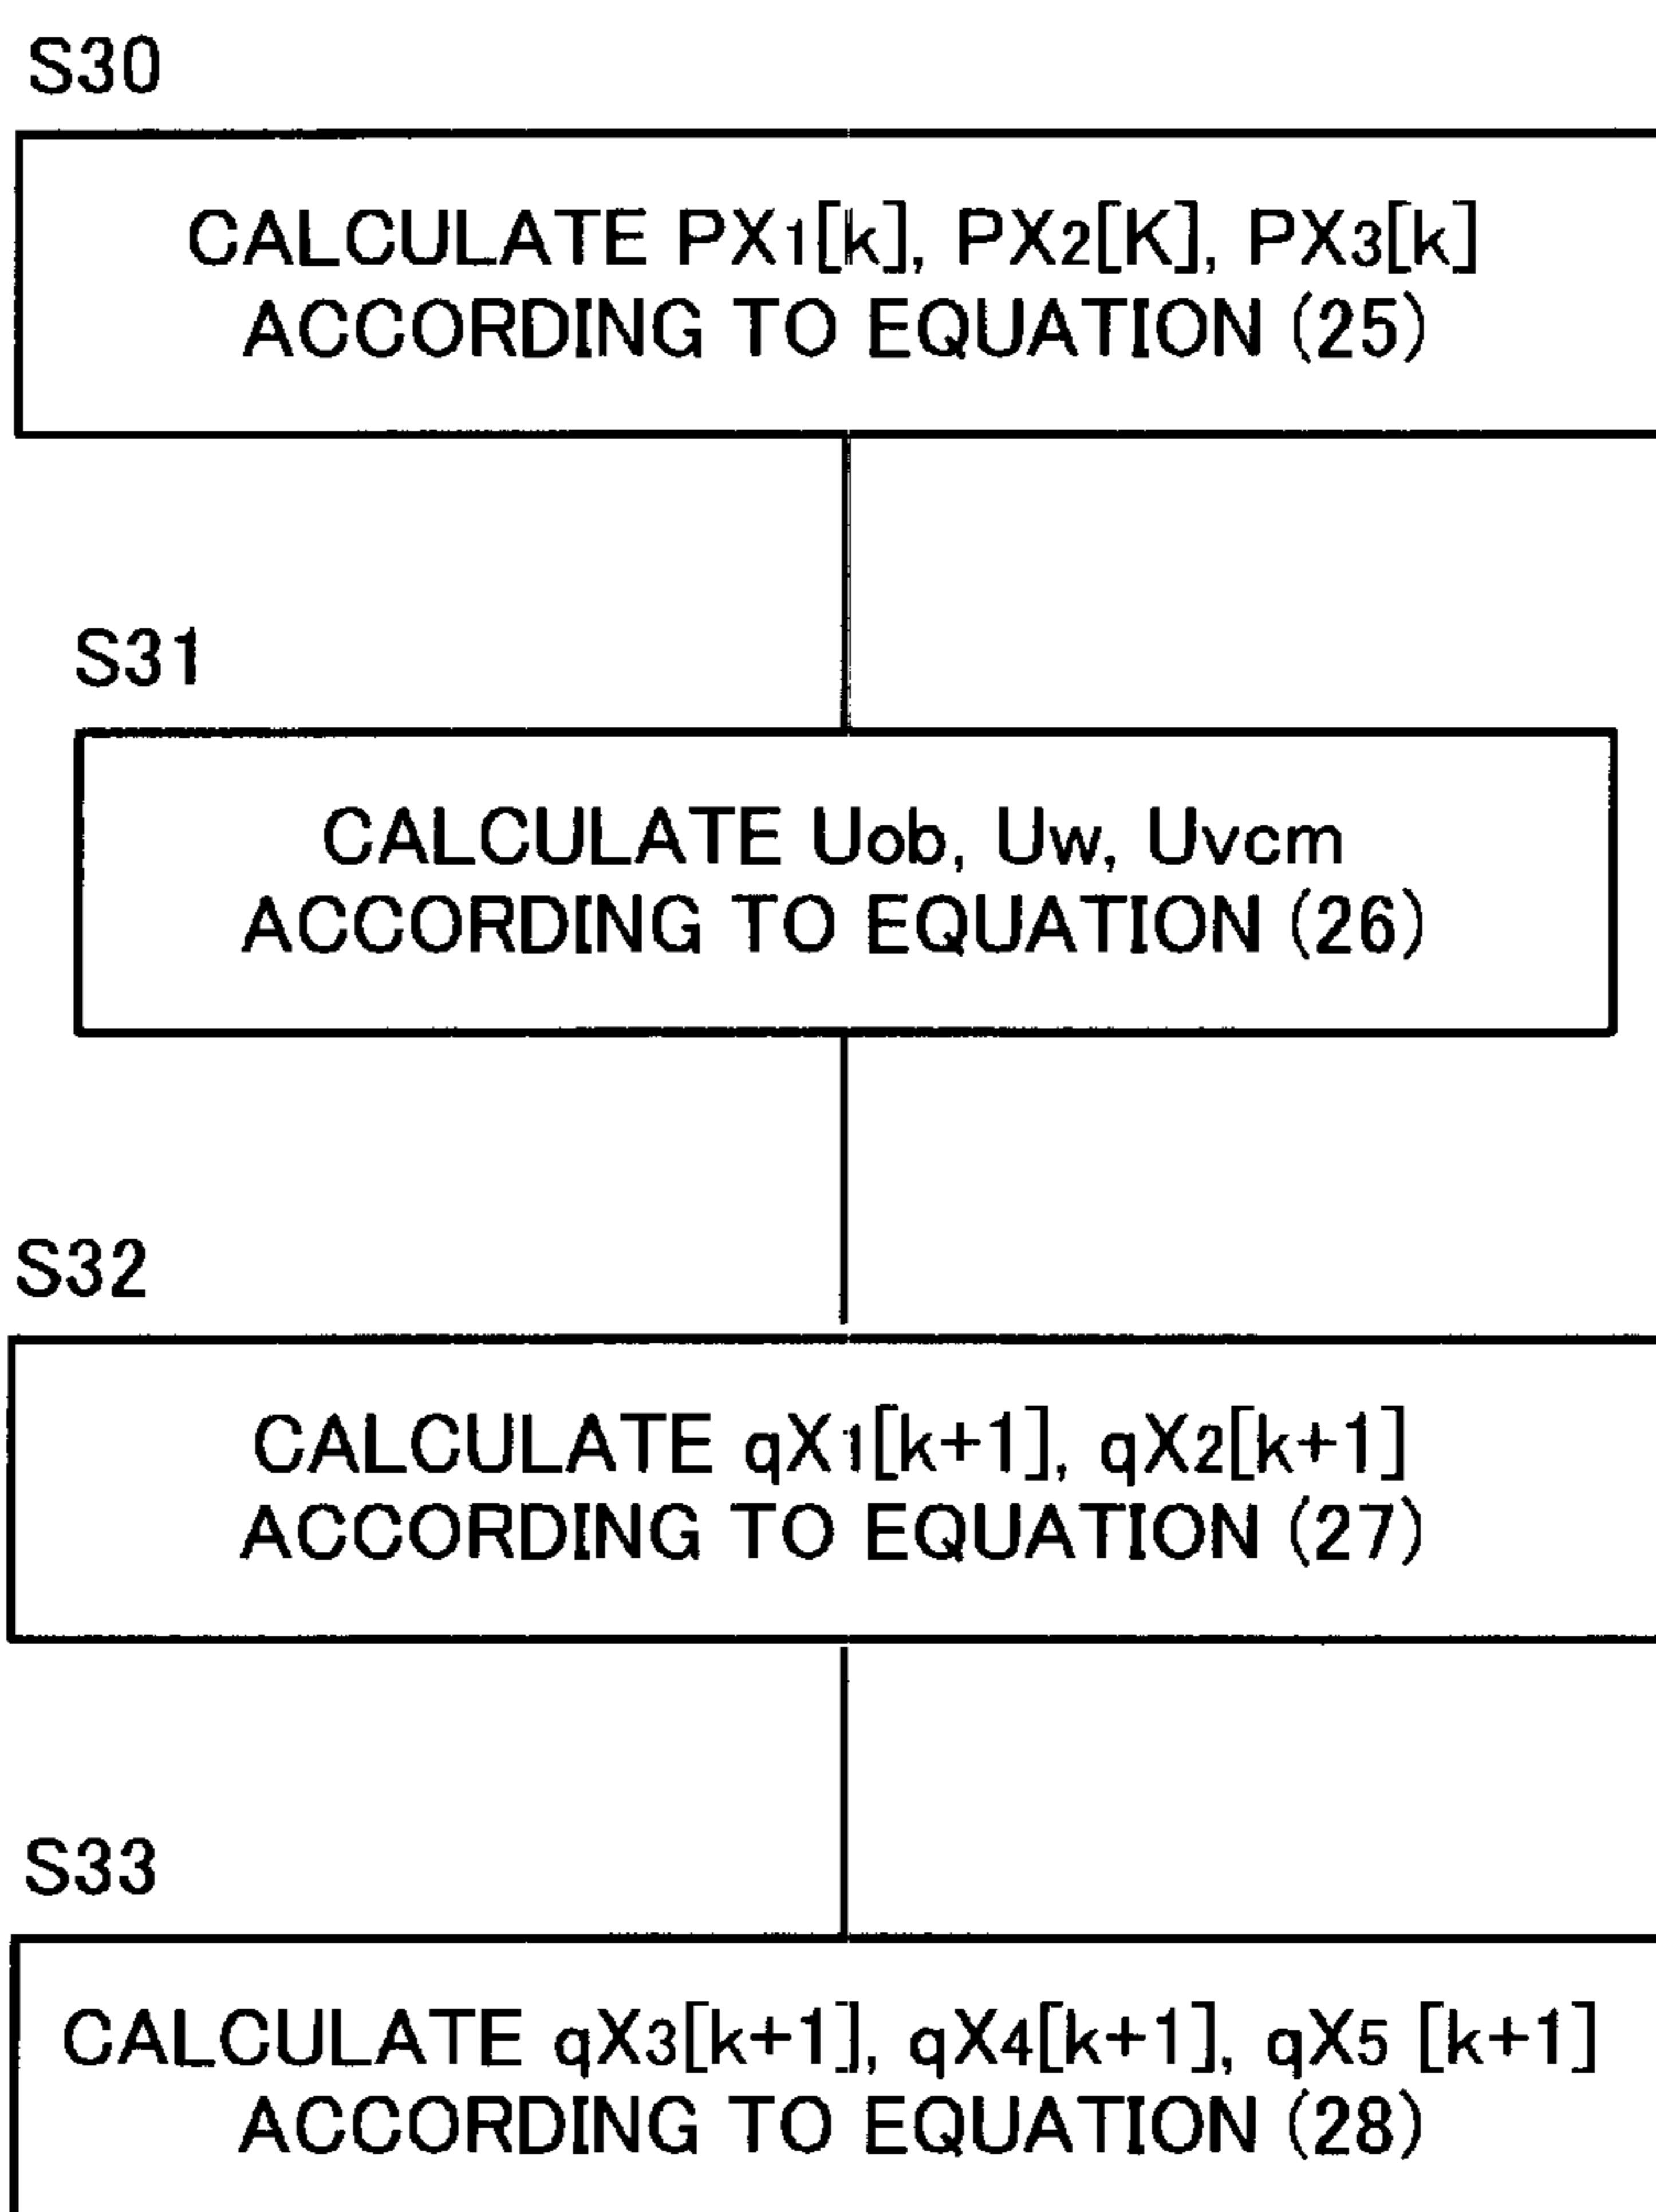 S30
CALCULATE PX1[k], PX2[K], PX3[k]
ACCORDING TO EQUATION (25)
S31
CALCULATE Uob, Uw, Uvcm
ACCORDING TO EQUATION (26)
S32
CALCULATE qX1[k+1], qX2[k+1]
ACCORDING TO EQUATION (27)
S33
CALCULATE qX3[k+1], qX4[k+1], qX5 [k+1]
ACCORDING TO EQUATION (28)